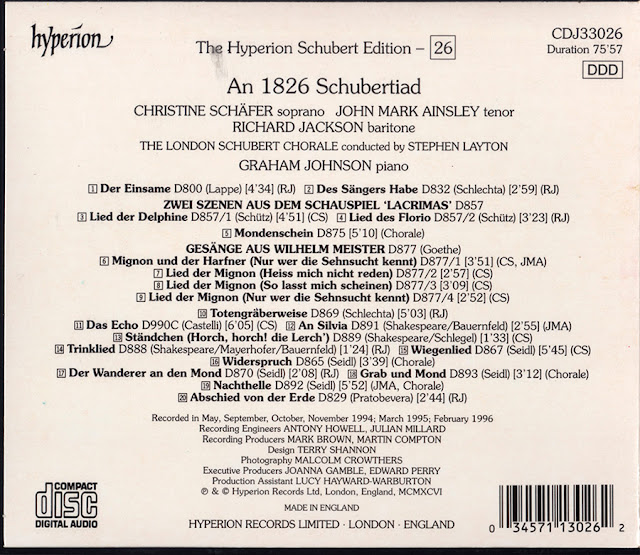 hyperion
The Hyperion Schubert Edition – 26
CDJ33026
Duration 75'57
DDD
An 1826 Schubertiad
CHRISTINE SCHÄFER soprano JOHN MARK AINSLEY tenor
RICHARD JACKSON baritone
THE LONDON SCHUBERT CHORALE conducted by STEPHEN LAYTON
GRAHAM JOHNSON piano
1 Der Einsame D800 (Lappe) [4'34] (RJ) 2 Des Sängers Habe D832 (Schlechta) [2'59] (RJ)
ZWEI SZENEN AUS DEM SCHAUSPIEL 'LACRIMAS' D857
3 Lied der Delphine D857/1 (Schütz) [4'51] (CS) 4 Lied des Florio D857/2 (Schütz) [3'23] (RJ)
5 Mondenschein D875 [5'10] (Chorale)
GESÄNGE AUS WILHELM MEISTER D877 (Goethe)
6 Mignon und der Harfner (Nur wer die Sehnsucht kennt) D877/1 [3'51] (CS, JMA)
7 Lied der Mignon (Heiss mich nicht reden) D877/2 [2'57] (CS)
8 Lied der Mignon (So lasst mich scheinen) D877/3 [3'09] (CS)
9 Lied der Mignon (Nur wer die Sehnsucht kennt) D877/4 [2'52] (CS)
10 Totengräberweise D869 (Schlechta) [5'03] (RJ)
11 Das Echo D990C (Castelli) [6'05] (CS) 12 An Silvia D891 (Shakespeare/Bauernfeld) [2'55] (JMA)
13 Ständchen (Horch, horch! die Lerch') D889 (Shakespeare/Schlegel) [1'33] (CS)
14 Trinklied D888 (Shakespeare/Mayerhofer/Bauernfeld) [1'24] (RJ) 15 Wiegenlied D867 (Seidl) [5'45] (CS)
16 Widerspruch D865 (Seidl) [3'39] (Chorale)
17 Der Wanderer an den Mond D870 (Seidl) [2'08] (RJ) 18 Grab und Mond D893 (Seidl) [3'12] (Chorale)
19 Nachthelle D892 (Seidl) [5'52] (JMA, Chorale)
20 Abschied von der Erde D829 (Pratobevera) [2'44] (RJ)
Recorded in May, September, October, November 1994; March 1995; February 1996
Recording Engineers ANTONY HOWELL, JULIAN MILLARD
Recording Producers MARK BROWN, MARTIN COMPTON
Design TERRY SHANNON
Photography MALCOLM CROWTHERS
Executive Producers JOANNA GAMBLE, EDWARD PERRY
Production Assistant LUCY HAYWARD-WARBURTON
℗ & © Hyperion Records Ltd, London, England, MCMXCVI
MADE IN ENGLAND
HYPERION RECORDS LIMITED · LONDON · ENGLAND
COMPACT
disc
DIGITAL AUDIO
0 34571 13026 2